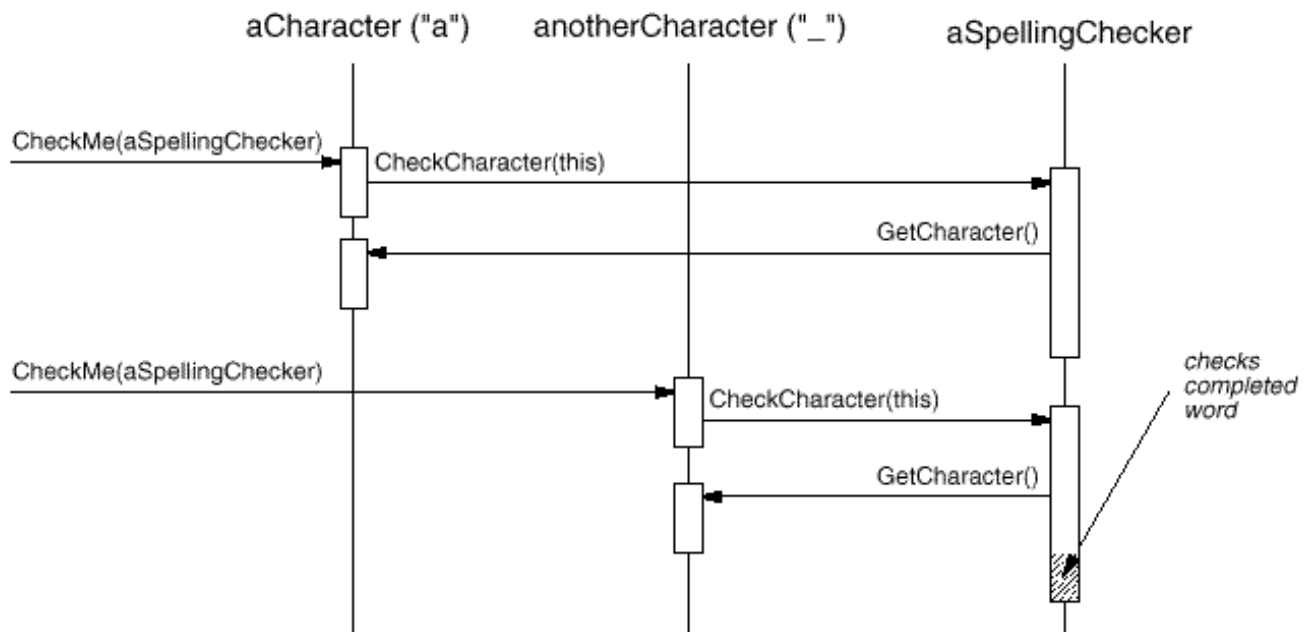 aCharacter ("a")
anotherCharacter ("_")
aSpellingChecker
CheckMe(aSpellingChecker)
CheckCharacter(this)
GetCharacter()
CheckMe(aSpellingChecker)
CheckCharacter(this)
GetCharacter()
checks
completed
word